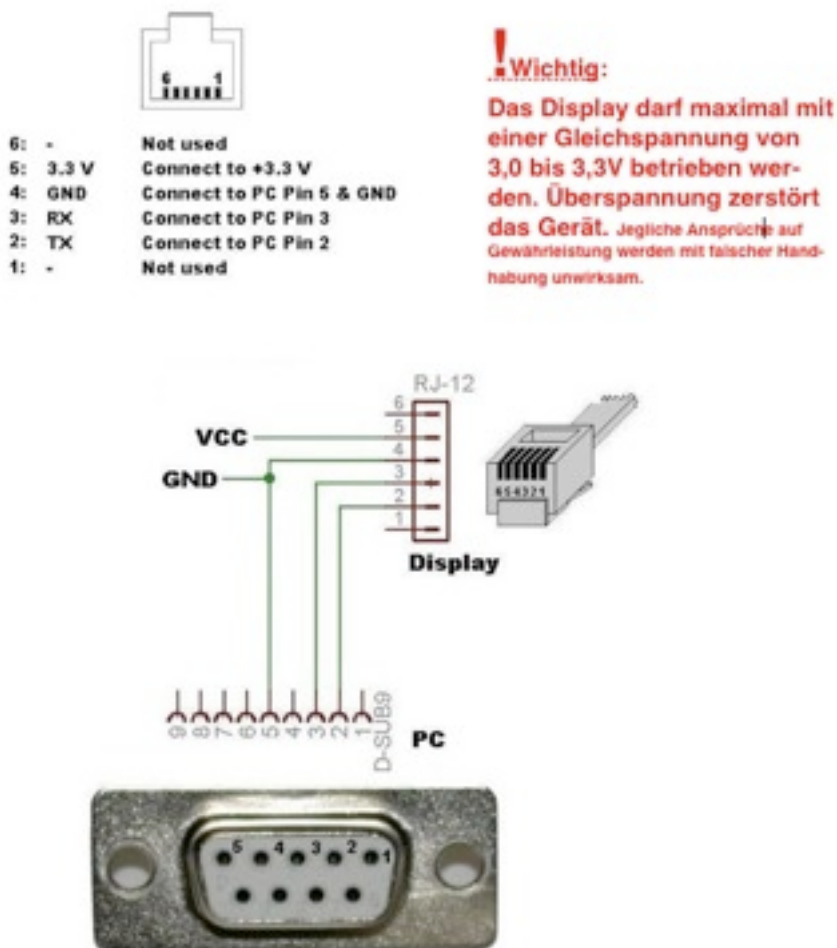 6 1
6: - Not used
5: 3.3 V Connect to +3.3 V
4: GND Connect to PC Pin 5 & GND
3: RX Connect to PC Pin 3
2: TX Connect to PC Pin 2
1: - Not used
!Wichtig:
Das Display darf maximal mit
einer Gleichspannung von
3,0 bis 3,3V betrieben wer-
den. Überspannung zerstört
das Gerät. Jegliche Ansprüche auf
Gewährleistung werden mit falscher Hand-
habung unwirksam.
RJ-12
6
5
4
3
2
1
VCC
GND
654321
Display
9 8 7 6 5 4 3 2 1
D-SUB9
PC
5 4 3 2 1